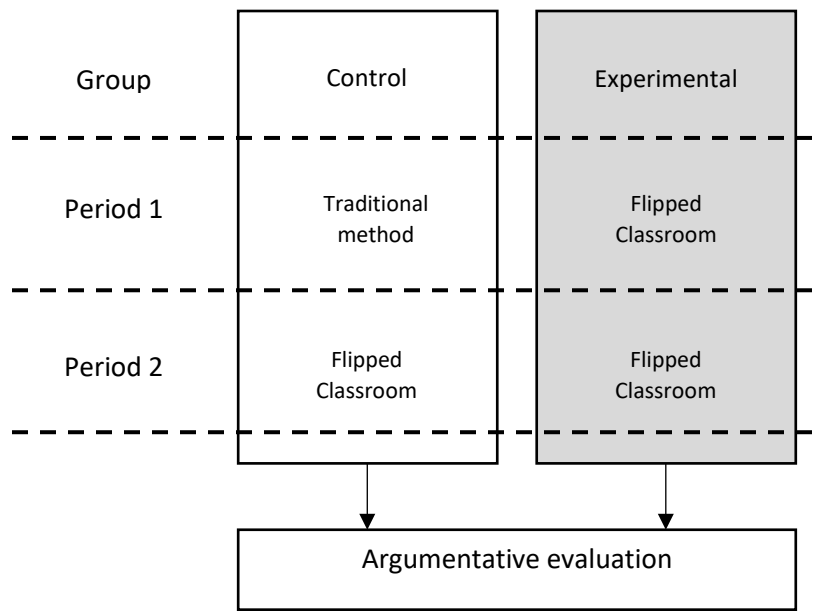 Group
Control
Experimental
Period 1
Traditional
method
Flipped
Classroom
Period 2
Flipped
Classroom
Flipped
Classroom
Argumentative evaluation